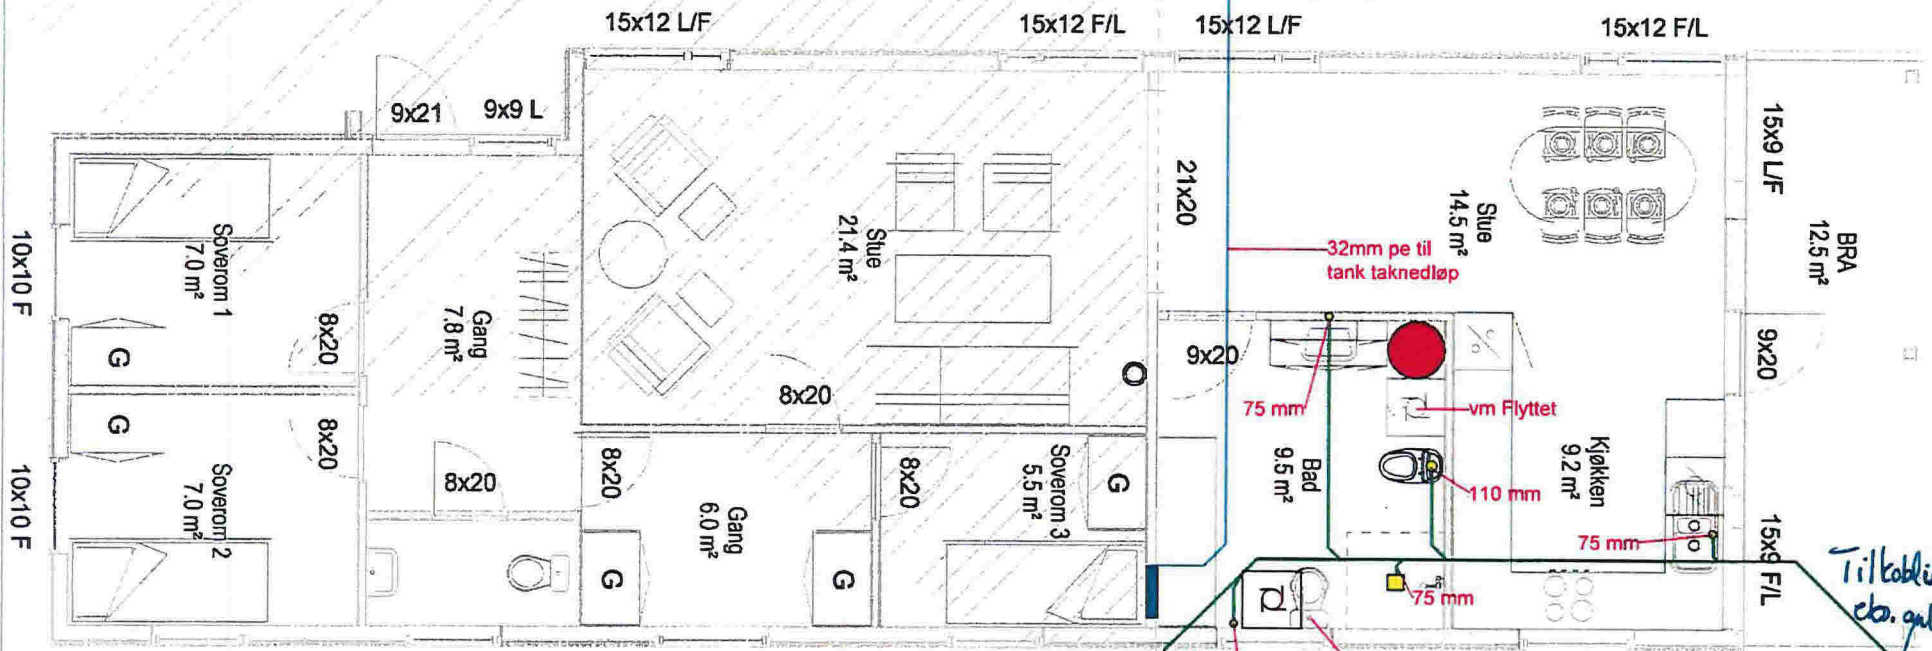 15x12 L/F
15x12 F/L
15x12 L/F
15x12 F/L
9x21
9x9 L
10x10 F
10x10 F
Soverom 1
7.0 m²
8x20
G
G
8x20
Soverom 2
7.0 m²
Gang
7.8 m²
8x20
Stue
21.4 m²
8x20
8x20
Gang
6.0 m²
G
G
8x20
Soverom 3
5.5 m²
G
21x20
32mm pe til
tank taknedløp
Stue
14.5 m²
15x9 L/F
BRA
12.5 m²
9x20
9x20
75 mm
vm Flyttet
Bad
9.5 m²
110 mm
Kjøkken
9.2 m²
75 mm
75 mm
15x9 F/L